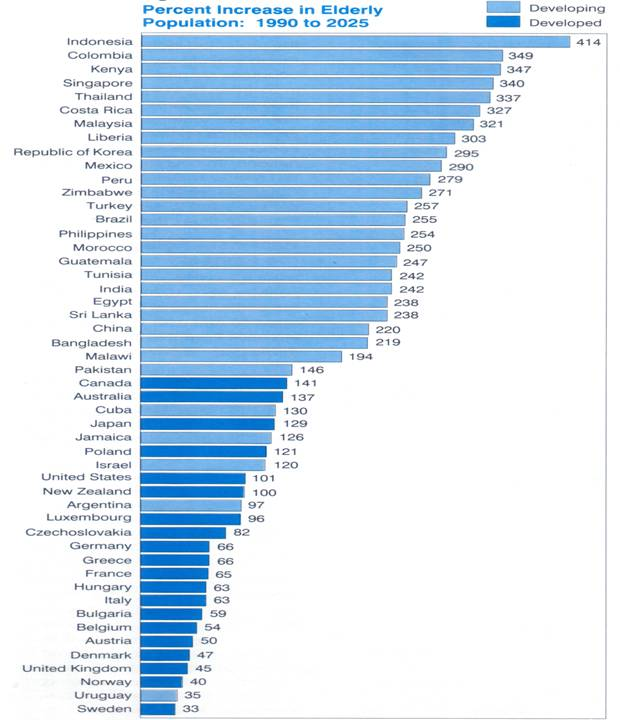 Percent Increase in Elderly
Population: 1990 to 2025
Developing
Developed
Indonesia 414
Colombia 349
Kenya 347
Singapore 340
Thailand 337
Costa Rica 327
Malaysia 321
Liberia 303
Republic of Korea 295
Mexico 290
Peru 279
Zimbabwe 271
Turkey 257
Brazil 255
Philippines 254
Morocco 250
Guatemala 247
Tunisia 242
India 242
Egypt 238
Sri Lanka 238
China 220
Bangladesh 219
Malawi 194
Pakistan 146
Canada 141
Australia 137
Cuba 130
Japan 129
Jamaica 126
Poland 121
Israel 120
United States 101
New Zealand 100
Argentina 97
Luxembourg 96
Czechoslovakia 82
Germany 66
Greece 66
France 65
Hungary 63
Italy 63
Bulgaria 59
Belgium 54
Austria 50
Denmark 47
United Kingdom 45
Norway 40
Uruguay 35
Sweden 33